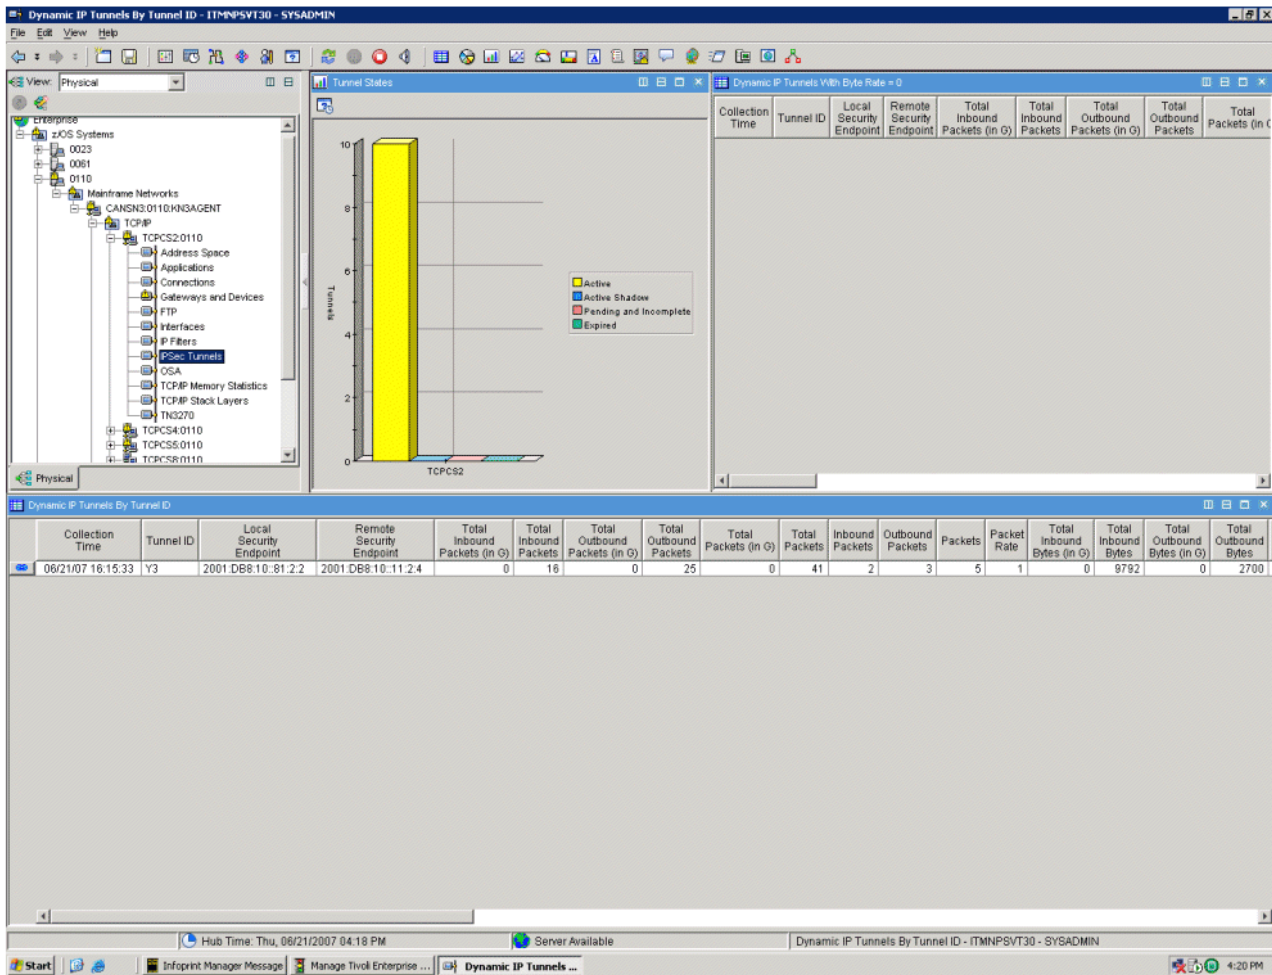 Dynamic IP Tunnels By Tunnel ID - ITMNPSVT30 - SYSADMIN
File Edit View Help
View: Physical
Enterprise
z/OS Systems
0023
0061
0110
Mainframe Networks
CANSN3:0110:KN3AGENT
TCP/IP
TCPCS2:0110
Address Space
Applications
Connections
Gateways and Devices
FTP
Interfaces
IP Filters
IPSec Tunnels
OSA
TCP/IP Memory Statistics
TCP/IP Stack Layers
TN3270
TCPCS4:0110
TCPCS5:0110
TCPCS8:0110
Physical
Tunnel States
10
8
6
4
2
0
Tunnels
TCPCS2
Active
Active Shadow
Pending and Incomplete
Expired
Dynamic IP Tunnels With Byte Rate = 0
Collection Time Tunnel ID Local Security Endpoint Remote Security Endpoint Total Inbound Packets (in G) Total Inbound Packets Total Outbound Packets (in G) Total Outbound Packets Total Packets (in G
Dynamic IP Tunnels By Tunnel ID
Collection Time Tunnel ID Local Security Endpoint Remote Security Endpoint Total Inbound Packets (in G) Total Inbound Packets Total Outbound Packets (in G) Total Outbound Packets Total Packets (in G) Total Packets Inbound Packets Outbound Packets Packets Packet Rate Total Inbound Bytes (in G) Total Inbound Bytes Total Outbound Bytes (in G) Total Outbound Bytes
06/21/07 16:15:33 Y3 2001:DB8:10::81:2:2 2001:DB8:10::11:2:4 0 16 0 25 0 41 2 3 5 1 0 9792 0 2700
Hub Time: Thu, 06/21/2007 04:18 PM Server Available Dynamic IP Tunnels By Tunnel ID - ITMNPSVT30 - SYSADMIN
Start Infoprint Manager Message Manage Tivoli Enterprise ... Dynamic IP Tunnels ... 4:20 PM